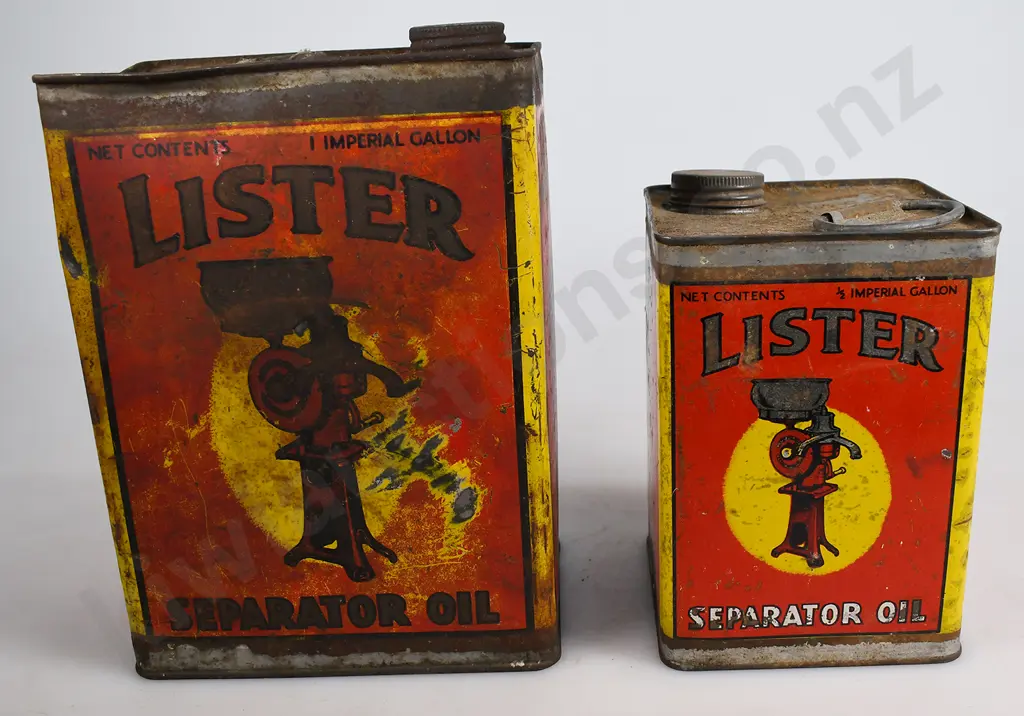 NET CONTENTS 1 IMPERIAL GALLON
LISTER
SEPARATOR OIL
NET CONTENTS ½ IMPERIAL GALLON
LISTER
SEPARATOR OIL